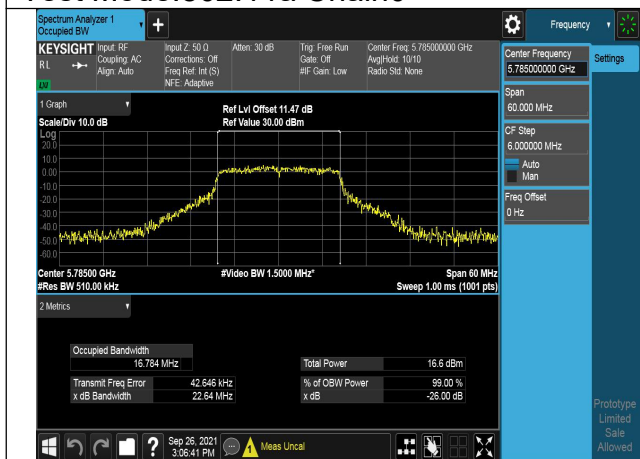 Spectrum Analyzer 1
Occupied BW
+
Frequency
KEYSIGHT
Input: RF
Input Z: 50 Ω
Atten: 30 dB
Trig: Free Run
Center Freq: 5.785000000 GHz
RL
Coupling: AC
Corrections: Off
Gate: Off
Avg|Hold: 10/10
Align: Auto
Freq Ref: Int (S)
#IF Gain: Low
Radio Std: None
NFE: Adaptive
Center Frequency
5.785000000 GHz
Settings
Span
60.000 MHz
CF Step
6.000000 MHz
Auto
Man
Freq Offset
0 Hz
1 Graph
Ref Lvl Offset 11.47 dB
Scale/Div 10.0 dB
Ref Value 30.00 dBm
Log
20.0
10.0
0.00
-10.0
-20.0
-30.0
-40.0
-50.0
-60.0
Center 5.78500 GHz
#Video BW 1.5000 MHz*
Span 60 MHz
#Res BW 510.00 kHz
Sweep 1.00 ms (1001 pts)
2 Metrics
Occupied Bandwidth
16.784 MHz
Total Power
16.6 dBm
Transmit Freq Error
42.646 kHz
% of OBW Power
99.00 %
x dB Bandwidth
22.64 MHz
x dB
-26.00 dB
Prototype
Limited
Sale
Allowed
?
Sep 26, 2021
3:06:41 PM
Meas Uncal